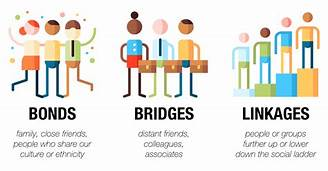 BONDS
family, close friends,
people who share our
culture or ethnicity
BRIDGES
distant friends,
colleagues,
associates
LINKAGES
people or groups
further up or lower
down the social ladder